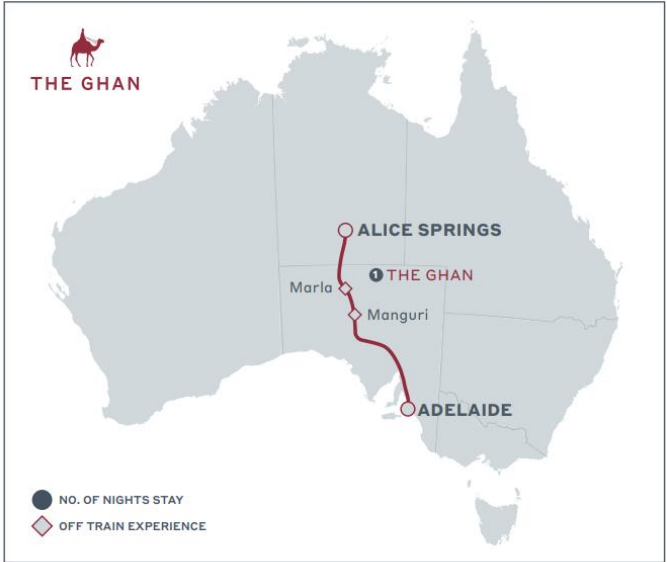 THE GHAN
ALICE SPRINGS
1 THE GHAN
Marla
Manguri
ADELAIDE
NO. OF NIGHTS STAY
OFF TRAIN EXPERIENCE